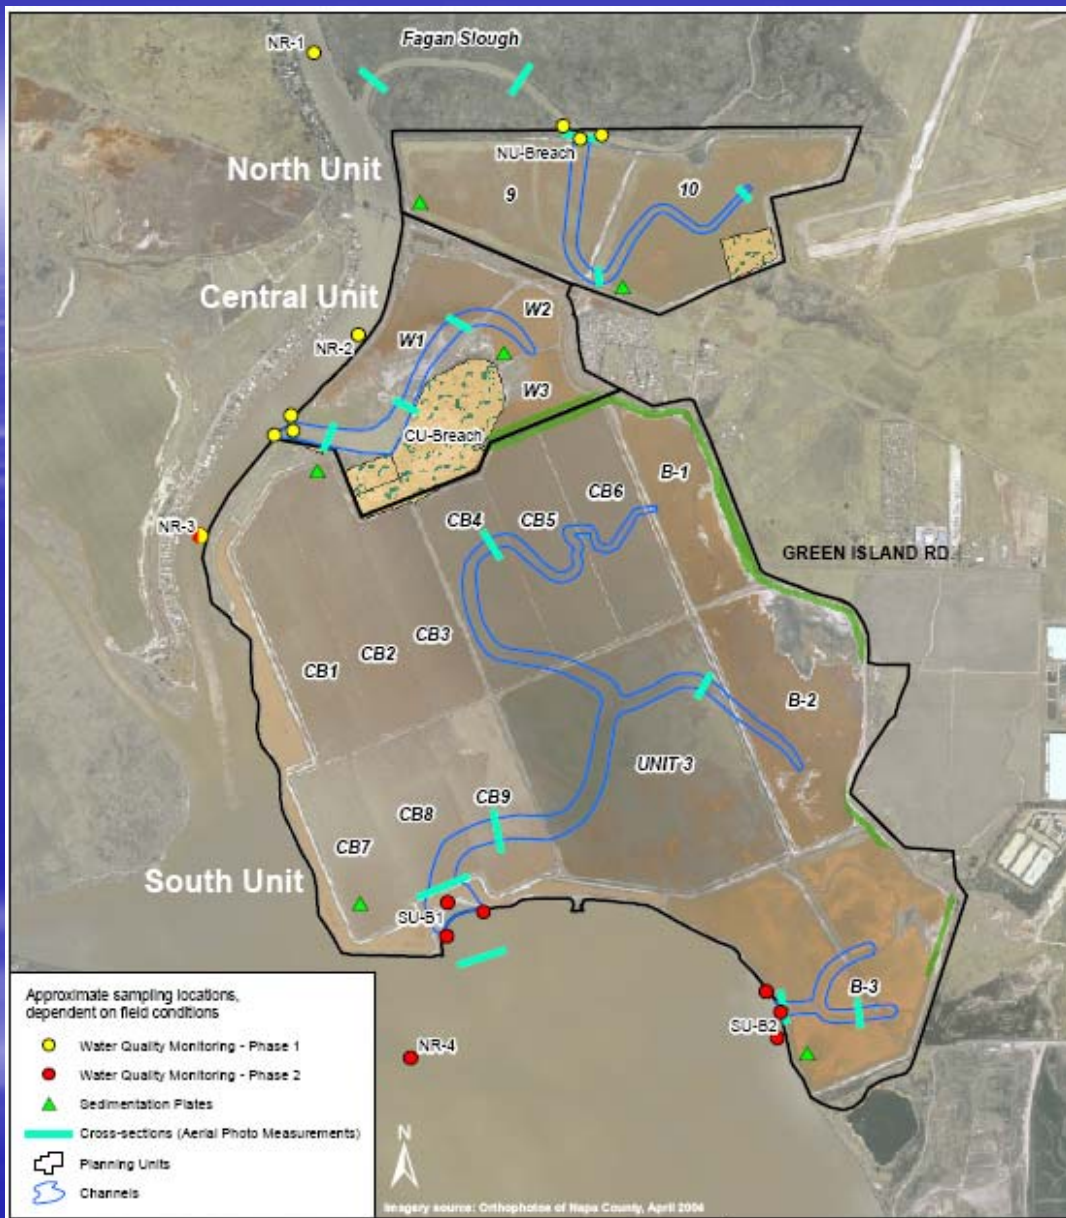 NR-1
Fagan Slough
NU-Breach
North Unit
9
10
Central Unit
W2
W1
NR-2
W3
CU-Breach
B-1
CB6
CB4
CB5
NR-3
GREEN ISLAND RD
CB3
CB2
CB1
B-2
UNIT 3
CB9
CB8
CB7
South Unit
SU-B1
B-3
SU-B2
NR-4
Approximate sampling locations,
dependent on field conditions
Water Quality Monitoring - Phase 1
Water Quality Monitoring - Phase 2
Sedimentation Plates
Cross-sections (Aerial Photo Measurements)
Planning Units
Channels
N
Imagery source: Orthophotos of Napa County, April 2004